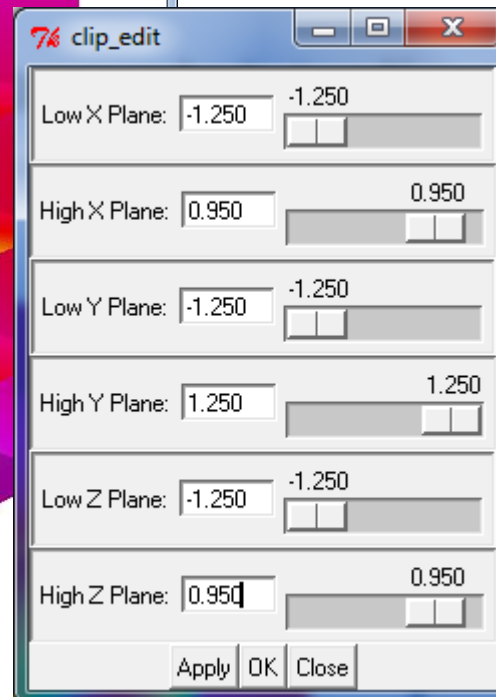 clip_edit
-1.250
Low X Plane: -1.250
0.950
High X Plane: 0.950
-1.250
Low Y Plane: -1.250
1.250
High Y Plane: 1.250
-1.250
Low Z Plane: -1.250
0.950
High Z Plane: 0.950
Apply OK Close